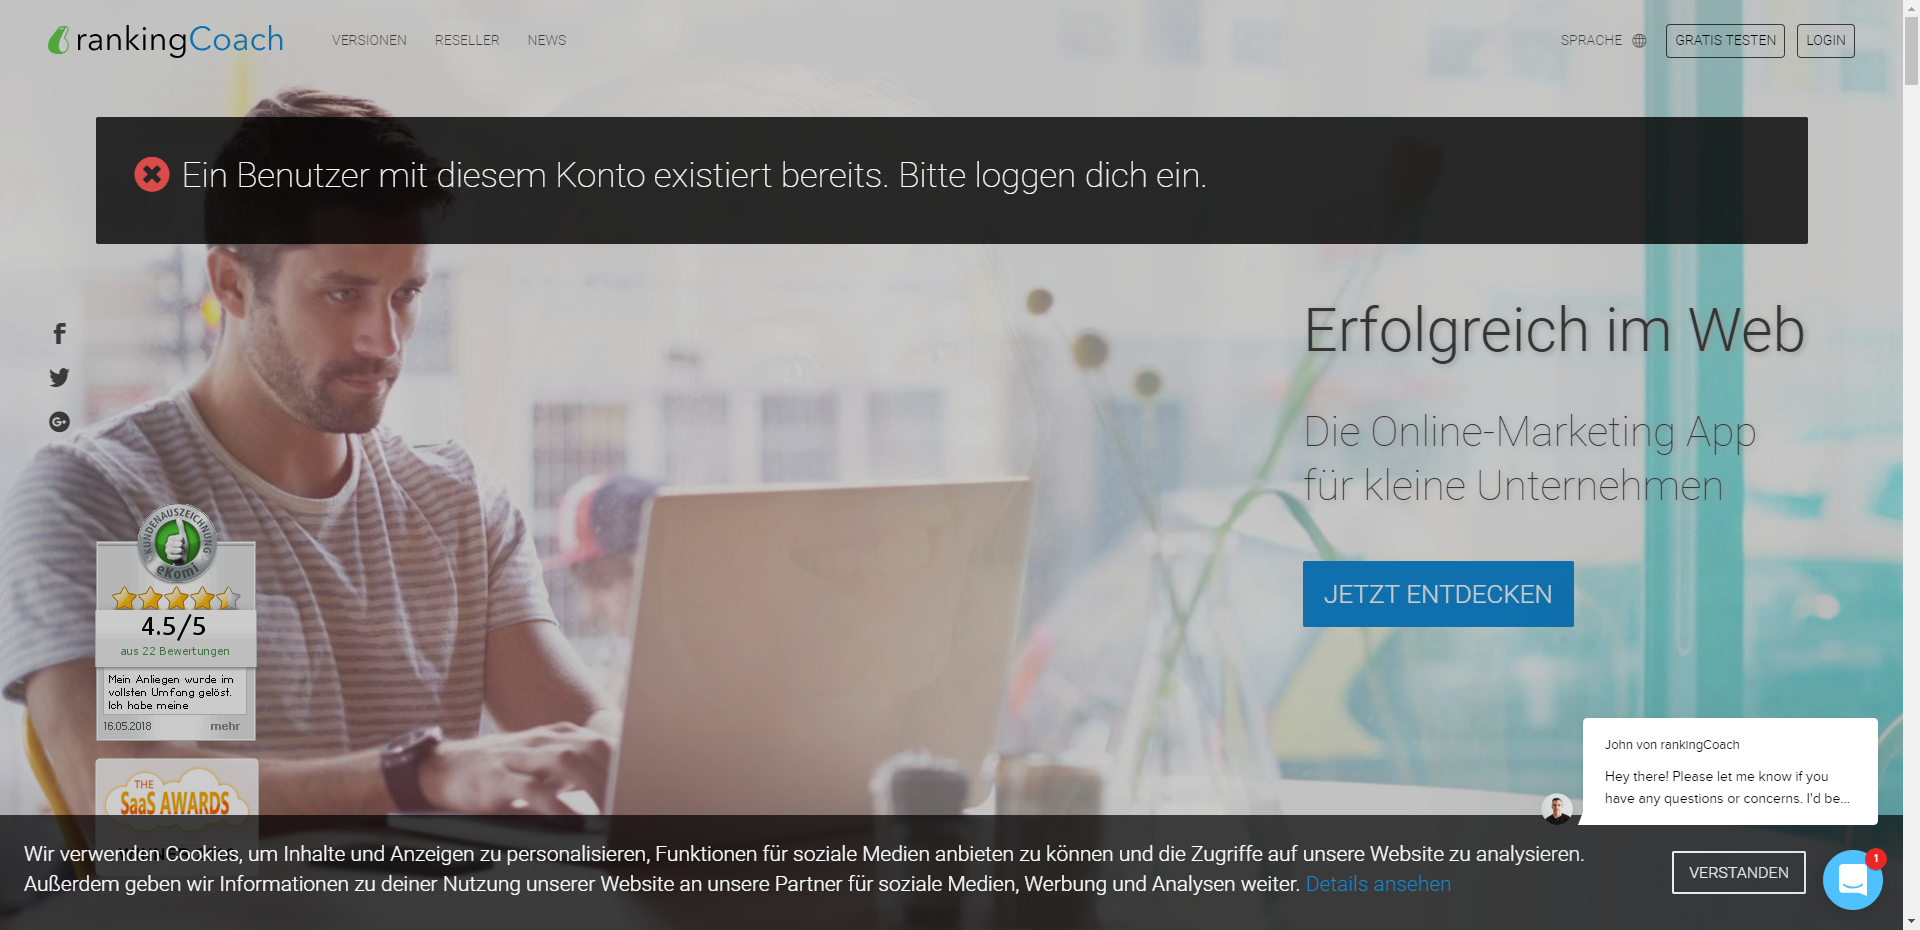 rankingCoach
VERSIONEN RESELLER NEWS
SPRACHE GRATIS TESTEN LOGIN
Ein Benutzer mit diesem Konto existiert bereits. Bitte loggen dich ein.
Erfolgreich im Web
Die Online-Marketing App
für kleine Unternehmen
JETZT ENTDECKEN
KUNDENAUSZEICHNUNG
eKomi
4.5/5
aus 22 Bewertungen
Mein Anliegen wurde im
vollsten Umfang gelöst.
Ich habe meine
16.05.2018 mehr
THE
SaaS AWARDS
John von rankingCoach
Hey there! Please let me know if you
have any questions or concerns. I'd be...
Wir verwenden Cookies, um Inhalte und Anzeigen zu personalisieren, Funktionen für soziale Medien anbieten zu können und die Zugriffe auf unsere Website zu analysieren.
Außerdem geben wir Informationen zu deiner Nutzung unserer Website an unsere Partner für soziale Medien, Werbung und Analysen weiter. Details ansehen
VERSTANDEN
1